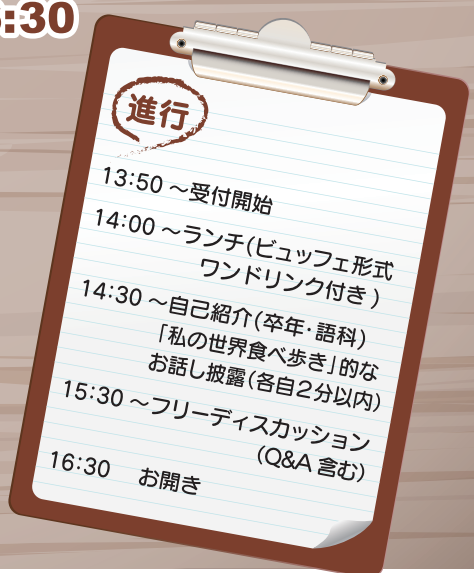 :30
進行
13:50 ～受付開始
14:00 ～ランチ(ビュッフェ形式
ワンドリンク付き)
14:30 ～自己紹介(卒年・語科)
「私の世界食べ歩き」的な
お話し披露(各自2分以内)
15:30 ～フリーディスカッション
(Q&A 含む)
16:30 お開き